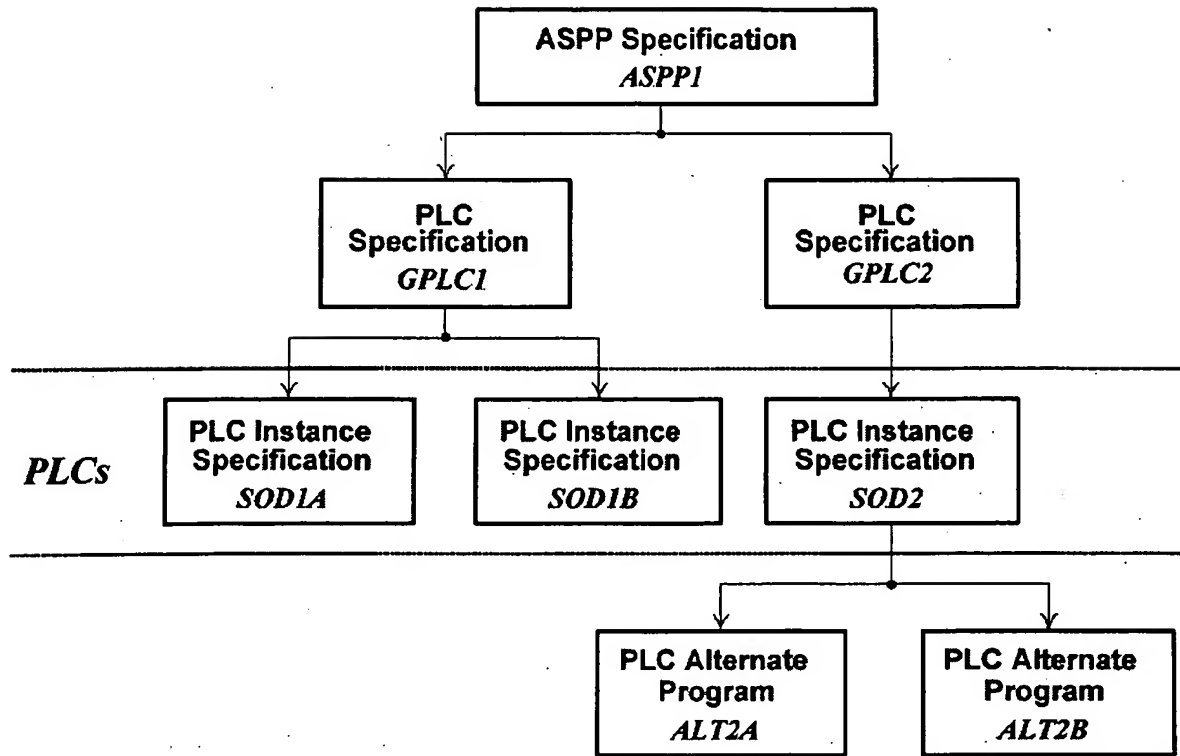 ASPP Specification
ASPP1
PLC
Specification
GPLC1
PLC
Specification
GPLC2
PLCs
PLC Instance
Specification
SOD1A
PLC Instance
Specification
SOD1B
PLC Instance
Specification
SOD2
PLC Alternate
Program
ALT2A
PLC Alternate
Program
ALT2B